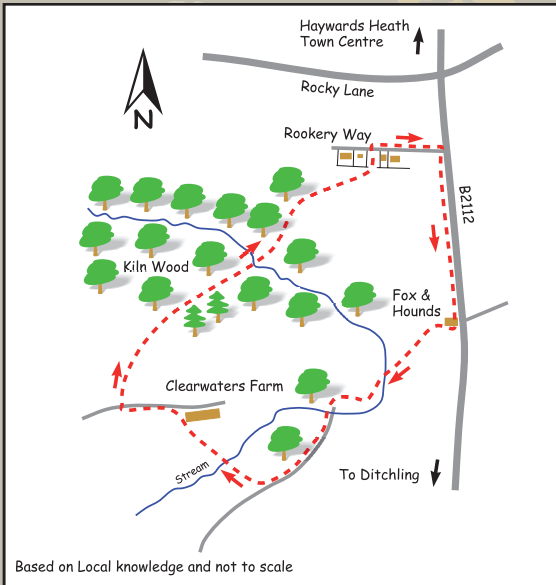 Haywards Heath
Town Centre
Rocky Lane
N
Rookery Way
B2112
Kiln Wood
Fox &
Hounds
Clearwaters Farm
Stream
To Ditchling
Based on Local knowledge and not to scale